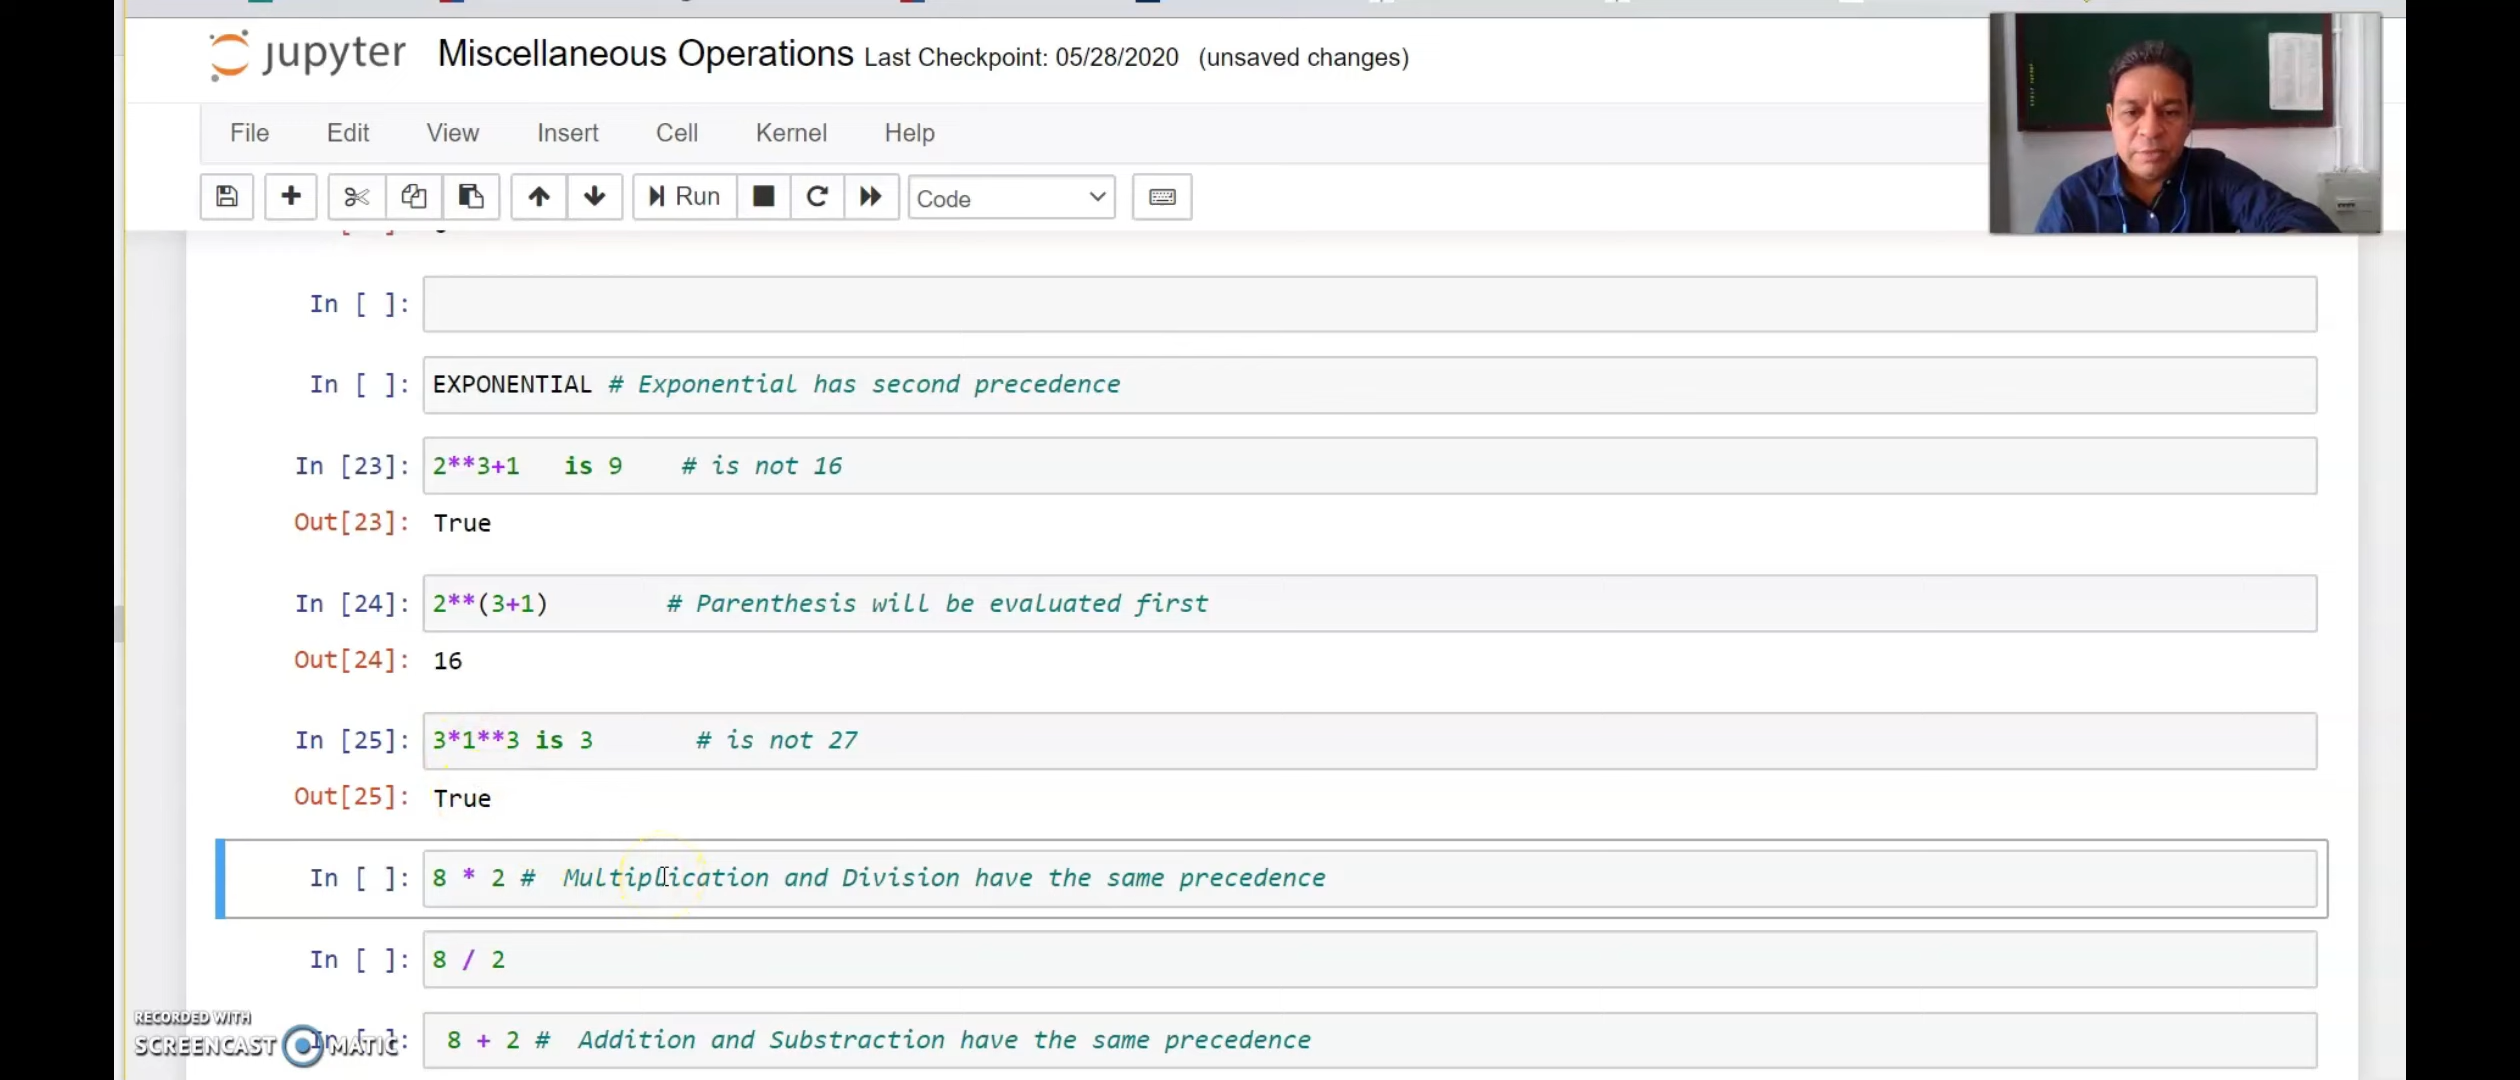 jupyter Miscellaneous Operations Last Checkpoint: 05/28/2020 (unsaved changes)
File Edit View Insert Cell Kernel Help
Run Code
In [ ]:
In [ ]: EXPONENTIAL # Exponential has second precedence
In [23]: 2**3+1 is 9 # is not 16
Out[23]: True
In [24]: 2**(3+1) # Parenthesis will be evaluated first
Out[24]: 16
In [25]: 3*1**3 is 3 # is not 27
Out[25]: True
In [ ]: 8 * 2 # Multiplication and Division have the same precedence
In [ ]: 8 / 2
In [ ]: 8 + 2 # Addition and Substraction have the same precedence
RECORDED WITH
SCREENCAST MATIC